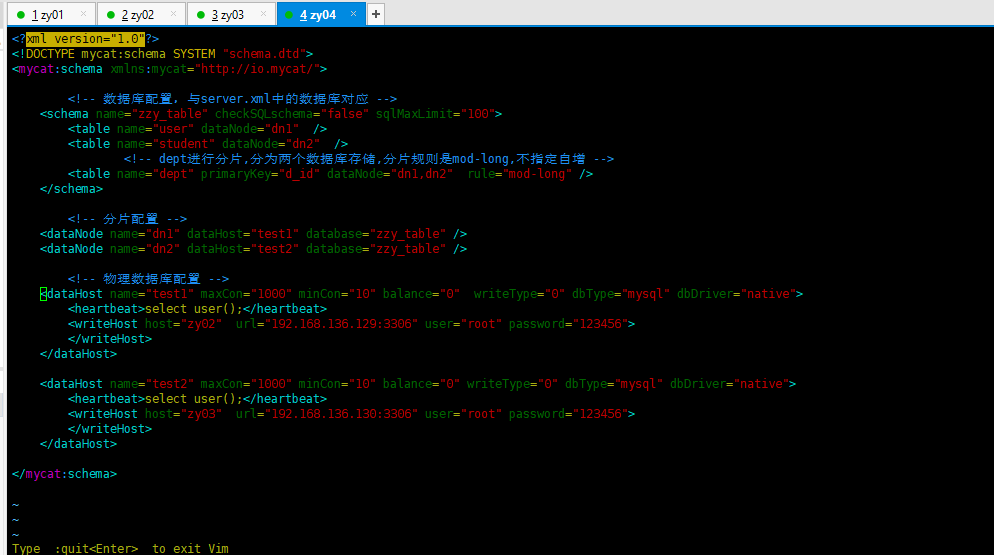 1 zy01 × 2 zy02 × 3 zy03 × 4 zy04 × +
<?xml version="1.0"?>
<!DOCTYPE mycat:schema SYSTEM "schema.dtd">
<mycat:schema xmlns:mycat="http://io.mycat/">
<!-- 数据库配置, 与server.xml中的数据库对应 -->
<schema name="zzy_table" checkSQLschema="false" sqlMaxLimit="100">
<table name="user" dataNode="dn1"  />
<table name="student" dataNode="dn2"  />
<!-- dept进行分片,分为两个数据库存储,分片规则是mod-long,不指定自增 -->
<table name="dept" primaryKey="d_id" dataNode="dn1,dn2"  rule="mod-long" />
</schema>
<!-- 分片配置 -->
<dataNode name="dn1" dataHost="test1" database="zzy_table" />
<dataNode name="dn2" dataHost="test2" database="zzy_table" />
<!-- 物理数据库配置 -->
<dataHost name="test1" maxCon="1000" minCon="10" balance="0"  writeType="0" dbType="mysql" dbDriver="native">
<heartbeat>select user();</heartbeat>
<writeHost host="zy02"  url="192.168.136.129:3306" user="root" password="123456">
</writeHost>
</dataHost>
<dataHost name="test2" maxCon="1000" minCon="10" balance="0" writeType="0" dbType="mysql" dbDriver="native">
<heartbeat>select user();</heartbeat>
<writeHost host="zy03"  url="192.168.136.130:3306" user="root" password="123456">
</writeHost>
</dataHost>
</mycat:schema>
~
~
~
Type  :quit<Enter>  to exit Vim